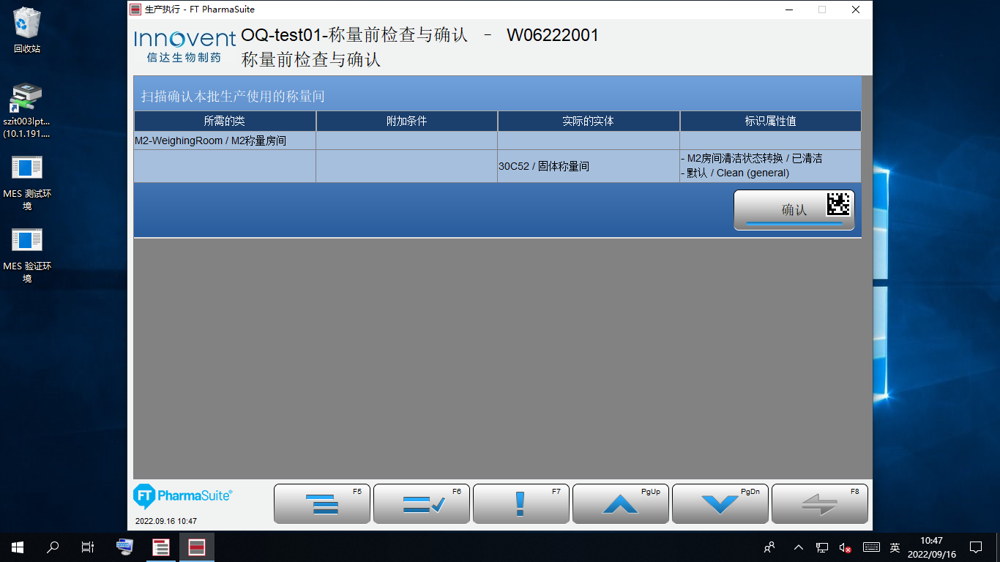 生产执行 - FT PharmaSuite
回收站
szit003lpt...
(10.1.191....
MES 测试环
境
MES 验证环
境
Innovent
信达生物制药
OQ-test01-称量前检查与确认 - W06222001
称量前检查与确认
扫描确认本批生产使用的称量间
所需的类 附加条件 实际的实体 标识属性值
M2-WeighingRoom / M2称量房间
30C52 / 固体称量间
- M2房间清洁状态转换 / 已清洁
- 默认 / Clean (general)
确认
FT PharmaSuite®
2022.09.16 10:47
F5 F6 F7 PgUp PgDn F8
英
10:47
2022/09/16